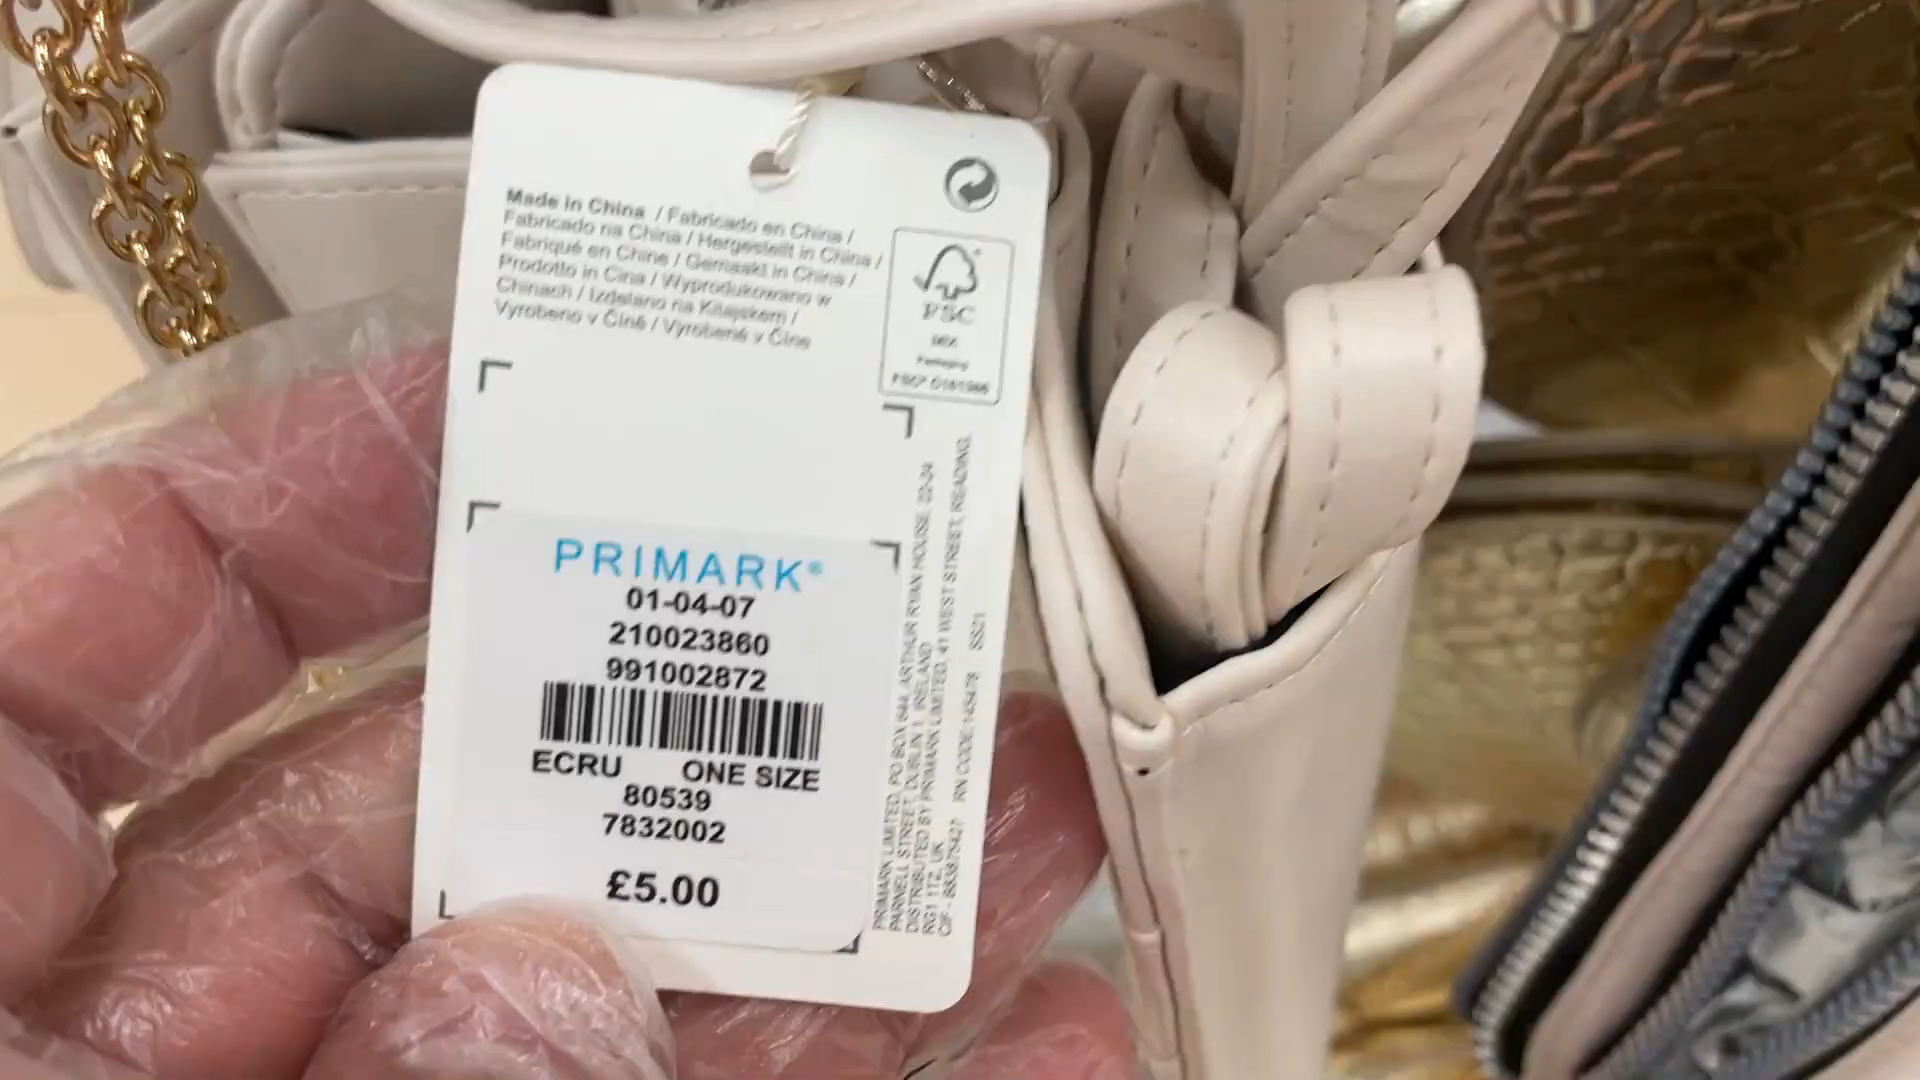 Made in China / Fabricado en China /
Fabricado na China / Hergestellt in China /
Fabriqué en Chine / Gemaakt in China /
Prodotto in Cina / Wyprodukowano w
Chinach / Izdelano na Kitajskem /
Vyrobeno v Číně / Vyrobené v Číne
FSC
MIX
Packaging
PRIMARK®
01-04-07
210023860
991002872
ECRU ONE SIZE
80539
7832002
£5.00
PRIMARK LIMITED, PO BOX 644, ARTHUR RYAN HOUSE, 22-24
PARNELL STREET, DUBLIN 1, IRELAND
DISTRIBUTED BY PRIMARK LIMITED, 41 WEST STREET, READING,
RG1 1TZ, UK
SS21